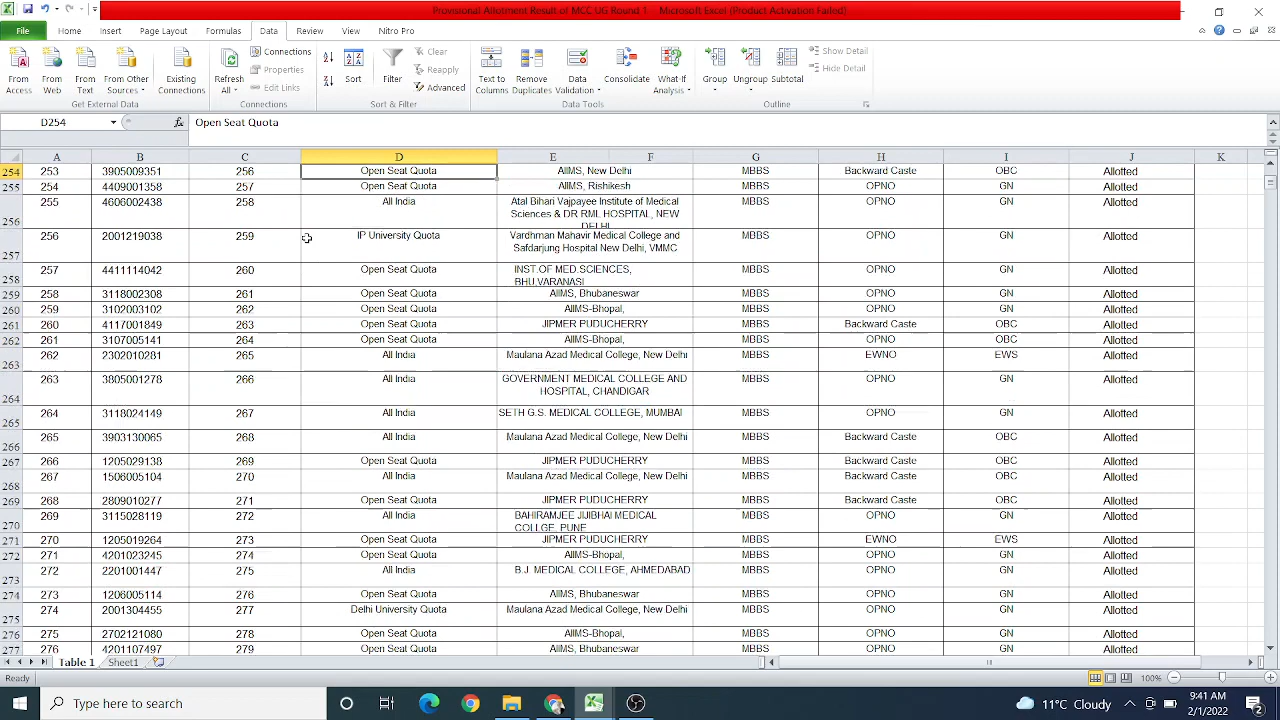 Provisional Allotment Result of MCC UG Round 1 - Microsoft Excel (Product Activation Failed)
File Home Insert Page Layout Formulas Data Review View Nitro Pro
From Access From Web From Text From Other Sources Existing Connections Refresh All Connections Properties Edit Links Sort Filter Clear Reapply Advanced Text to Columns Remove Duplicates Data Validation Consolidate What-If Analysis Group Ungroup Subtotal Show Detail Hide Detail
Get External Data Connections Sort & Filter Data Tools Outline
D254 fx Open Seat Quota
A B C D E F G H I J K
254 253 3905009351 256 Open Seat Quota AIIMS, New Delhi MBBS Backward Caste OBC Allotted
255 254 4409001358 257 Open Seat Quota AIIMS, Rishikesh MBBS OPNO GN Allotted
256 255 4606002438 258 All India Atal Bihari Vajpayee Institute of Medical MBBS OPNO GN Allotted
Sciences & DR RML HOSPITAL, NEW
DELHI
257 256 2001219038 259 IP University Quota Vardhman Mahavir Medical College and MBBS OPNO GN Allotted
Safdarjung Hospital New Delhi, VMMC
258 257 4411114042 260 Open Seat Quota INST.OF MED.SCIENCES, MBBS OPNO GN Allotted
BHU,VARANASI
259 258 3118002308 261 Open Seat Quota AIIMS, Bhubaneswar MBBS OPNO GN Allotted
260 259 3102003102 262 Open Seat Quota AIIMS-Bhopal, MBBS OPNO GN Allotted
261 260 4117001849 263 Open Seat Quota JIPMER PUDUCHERRY MBBS Backward Caste OBC Allotted
262 261 3107005141 264 Open Seat Quota AIIMS-Bhopal, MBBS OPNO OBC Allotted
263 262 2302010281 265 All India Maulana Azad Medical College, New Delhi MBBS EWNO EWS Allotted
264 263 3805001278 266 All India GOVERNMENT MEDICAL COLLEGE AND MBBS OPNO GN Allotted
HOSPITAL, CHANDIGAR
265 264 3118024149 267 All India SETH G.S. MEDICAL COLLEGE, MUMBAI MBBS OPNO GN Allotted
266 265 3903130065 268 All India Maulana Azad Medical College, New Delhi MBBS Backward Caste OBC Allotted
267 266 1205029138 269 Open Seat Quota JIPMER PUDUCHERRY MBBS Backward Caste OBC Allotted
268 267 1506005104 270 All India Maulana Azad Medical College, New Delhi MBBS Backward Caste OBC Allotted
269 268 2809010277 271 Open Seat Quota JIPMER PUDUCHERRY MBBS Backward Caste OBC Allotted
270 269 3115028119 272 All India BAHIRAMJEE JIJIBHAI MEDICAL MBBS OPNO GN Allotted
COLLGE, PUNE
271 270 1205019264 273 Open Seat Quota JIPMER PUDUCHERRY MBBS EWNO EWS Allotted
272 271 4201023245 274 Open Seat Quota AIIMS-Bhopal, MBBS OPNO GN Allotted
273 272 2201001447 275 All India B.J. MEDICAL COLLEGE, AHMEDABAD MBBS OPNO GN Allotted
274 273 1206005114 276 Open Seat Quota AIIMS, Bhubaneswar MBBS OPNO GN Allotted
275 274 2001304455 277 Delhi University Quota Maulana Azad Medical College, New Delhi MBBS OPNO GN Allotted
276 275 2702121080 278 Open Seat Quota AIIMS-Bhopal, MBBS OPNO GN Allotted
277 276 4201107497 279 Open Seat Quota AIIMS, Bhubaneswar MBBS OPNO GN Allotted
Table 1 Sheet1
Ready 100%
Type here to search 11°C Cloudy 9:41 AM
2/1/2022 2